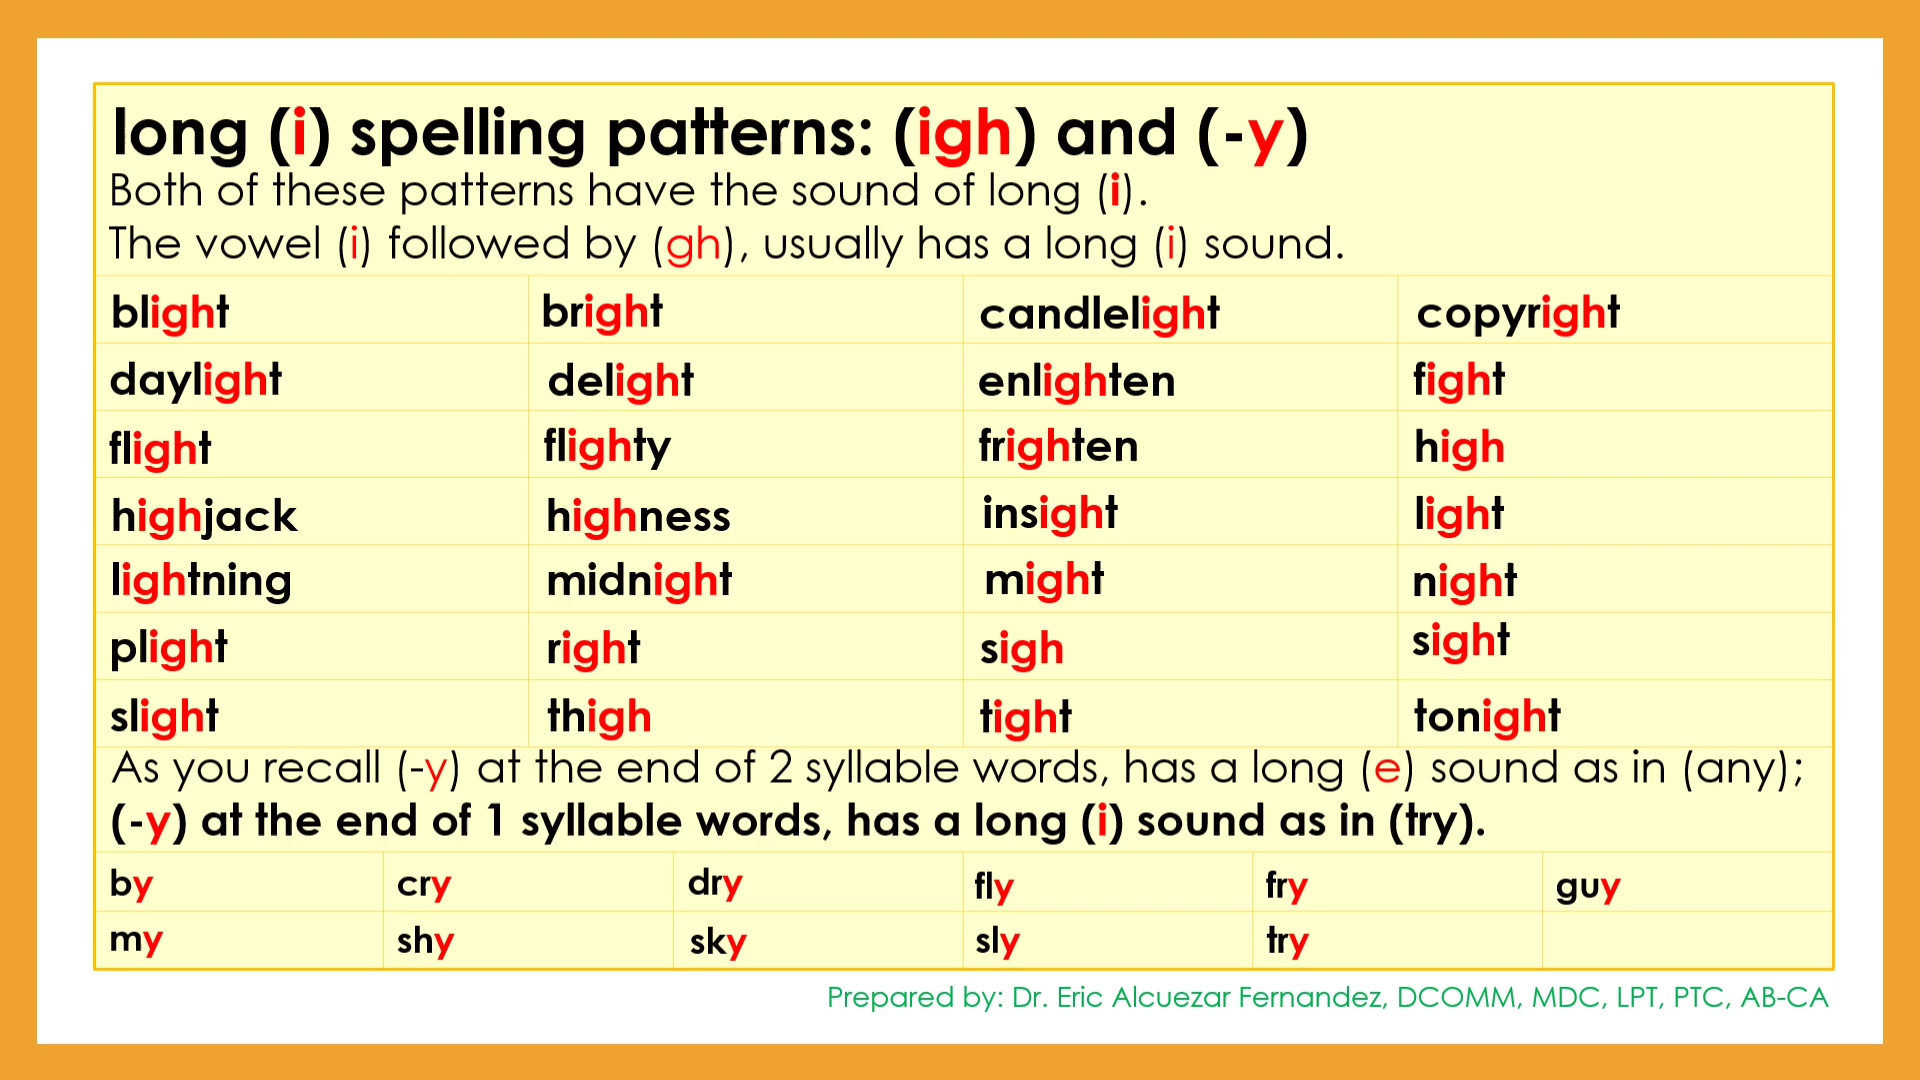 long (i) spelling patterns: (igh) and (-y)
Both of these patterns have the sound of long (i).
The vowel (i) followed by (gh), usually has a long (i) sound.
blight bright candlelight copyright
daylight delight enlighten fight
flight flighty frighten high
highjack highness insight light
lightning midnight might night
plight right sigh sight
slight thigh tight tonight
As you recall (-y) at the end of 2 syllable words, has a long (e) sound as in (any);
(-y) at the end of 1 syllable words, has a long (i) sound as in (try).
by cry dry fly fry guy
my shy sky sly try
Prepared by: Dr. Eric Alcuezar Fernandez, DCOMM, MDC, LPT, PTC, AB-CA